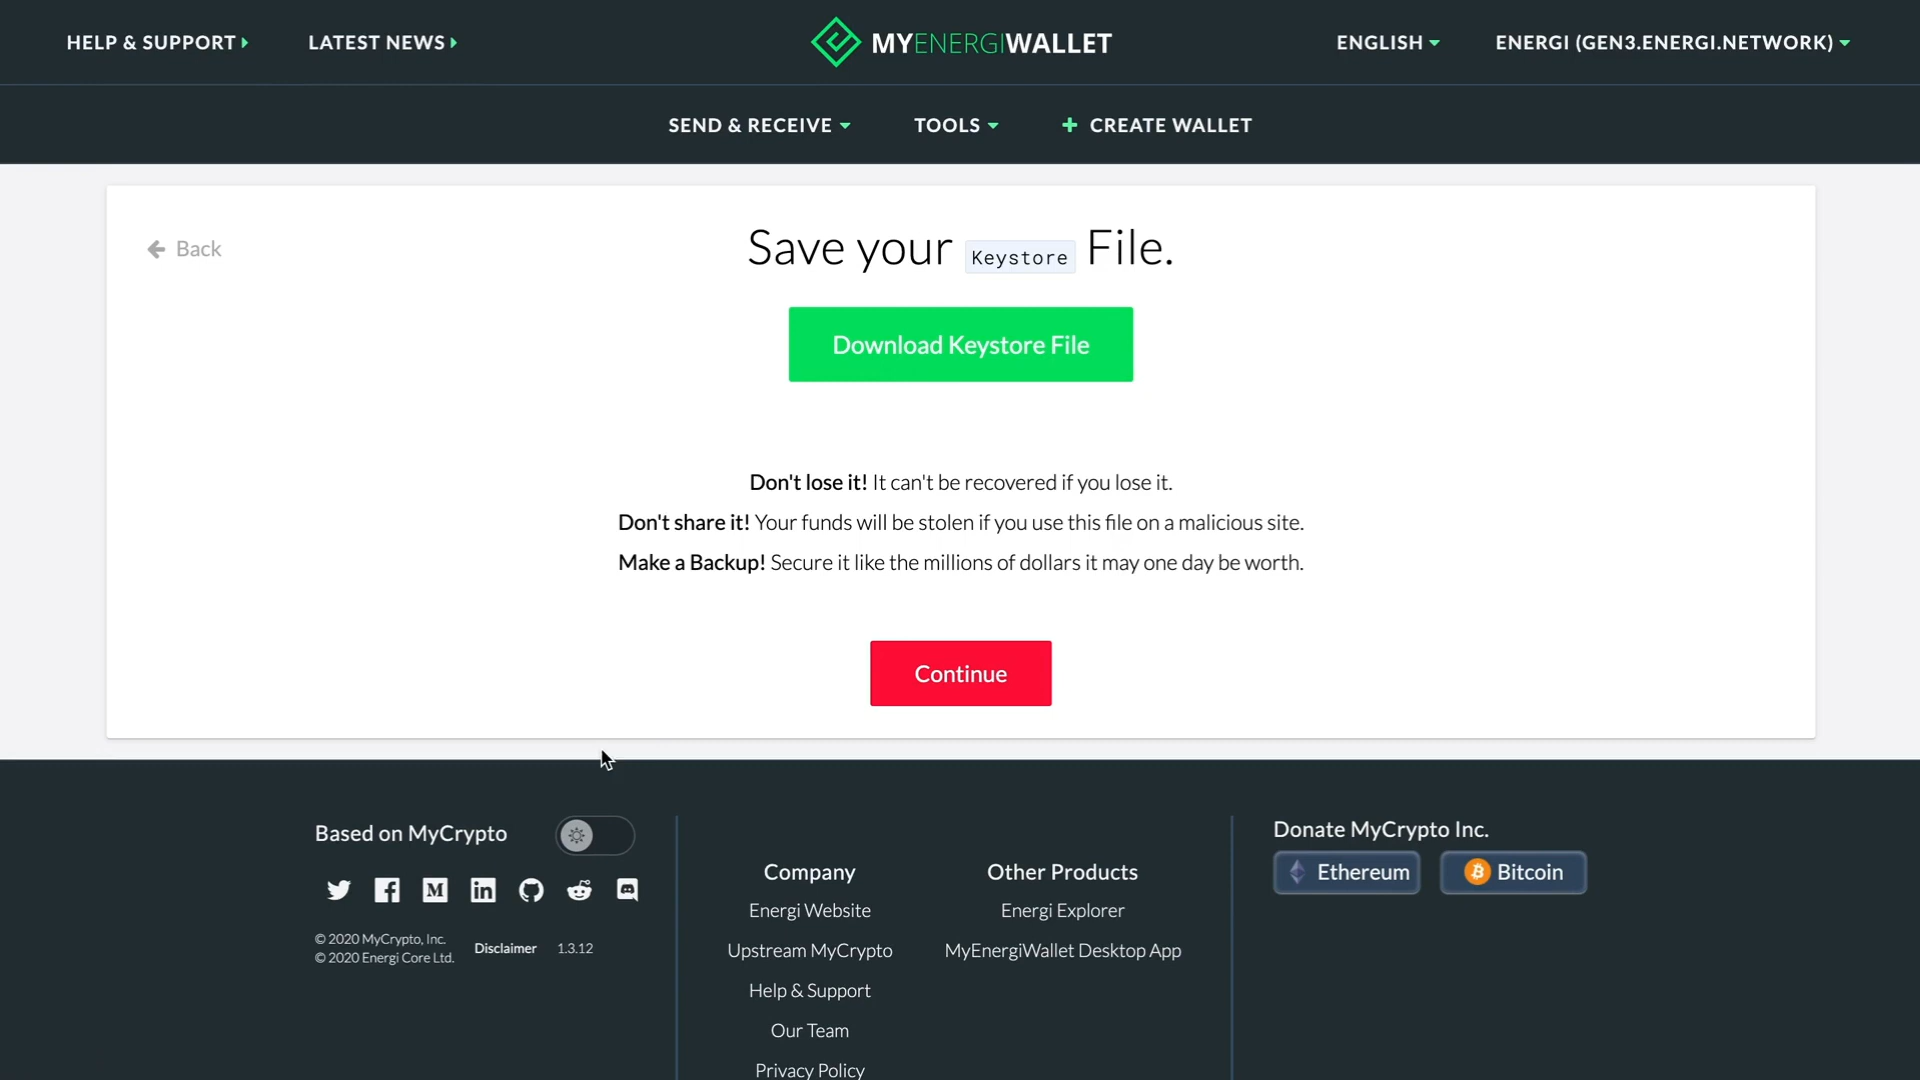 HELP & SUPPORT
LATEST NEWS
MYENERGIWALLET
ENGLISH
ENERGI (GEN3.ENERGI.NETWORK)
SEND & RECEIVE
TOOLS
+ CREATE WALLET
Back
Save your Keystore File.
Download Keystore File
Don't lose it! It can't be recovered if you lose it.
Don't share it! Your funds will be stolen if you use this file on a malicious site.
Make a Backup! Secure it like the millions of dollars it may one day be worth.
Continue
Based on MyCrypto
© 2020 MyCrypto, Inc.
© 2020 Energi Core Ltd.
Disclaimer
1.3.12
Company
Energi Website
Upstream MyCrypto
Help & Support
Our Team
Privacy Policy
Other Products
Energi Explorer
MyEnergiWallet Desktop App
Donate MyCrypto Inc.
Ethereum
Bitcoin